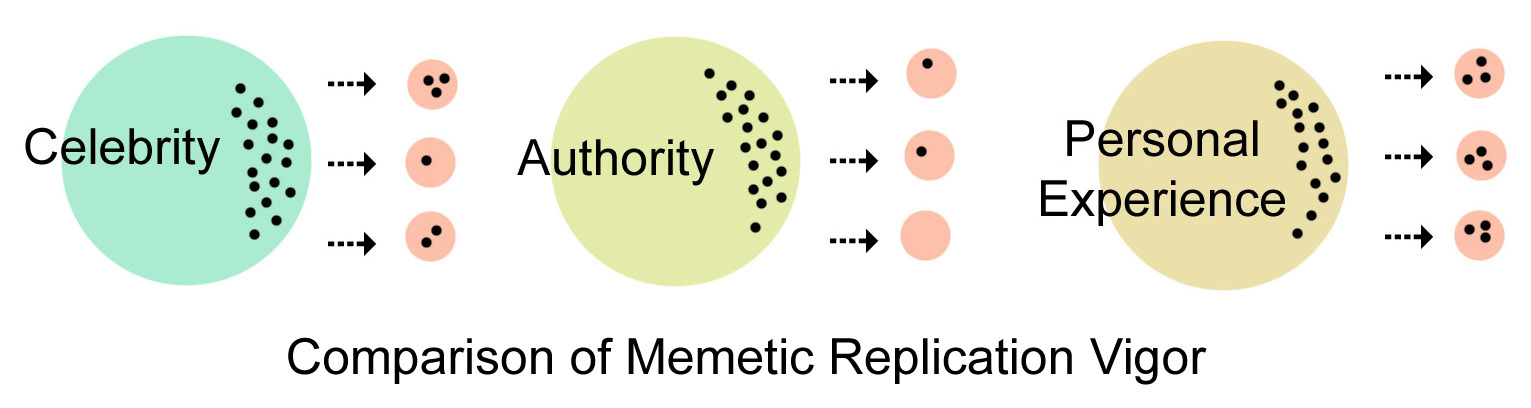 Celebrity
Authority
Personal
Experience
Comparison of Memetic Replication Vigor